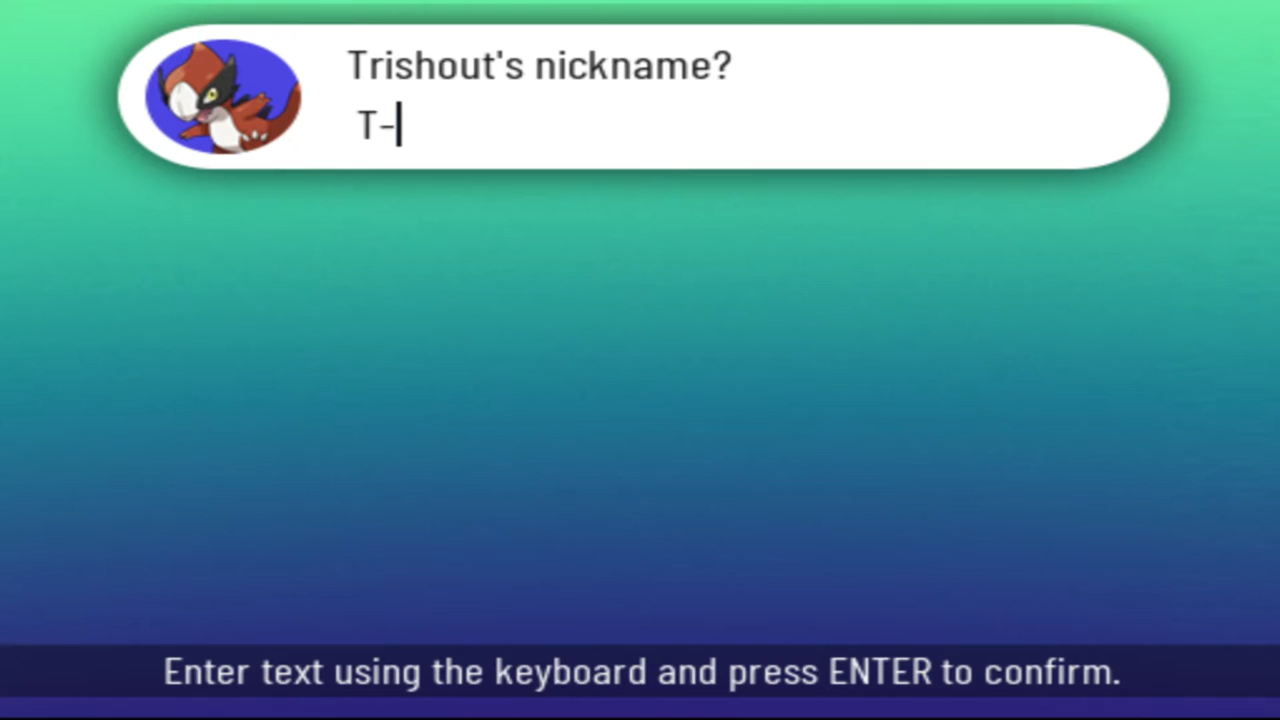 Trishout's nickname?
T-
Enter text using the keyboard and press ENTER to confirm.